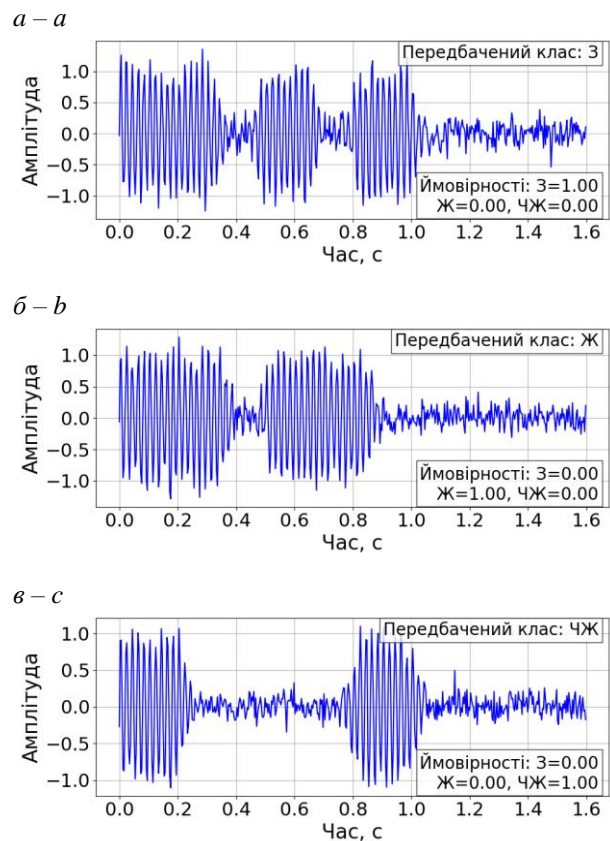 а – a
Передбачений клас: З
Амплітуда
1.0
0.5
0.0
−0.5
−1.0
Ймовірності: З=1.00
Ж=0.00, ЧЖ=0.00
0.0 0.2 0.4 0.6 0.8 1.0 1.2 1.4 1.6
Час, с
б – b
Передбачений клас: Ж
Амплітуда
1.0
0.5
0.0
−0.5
−1.0
Ймовірності: З=0.00
Ж=1.00, ЧЖ=0.00
0.0 0.2 0.4 0.6 0.8 1.0 1.2 1.4 1.6
Час, с
в – c
Передбачений клас: ЧЖ
Амплітуда
1.0
0.5
0.0
−0.5
−1.0
Ймовірності: З=0.00
Ж=0.00, ЧЖ=1.00
0.0 0.2 0.4 0.6 0.8 1.0 1.2 1.4 1.6
Час, с